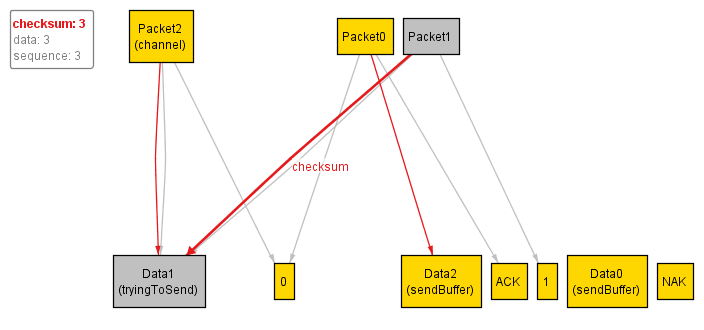 checksum: 3
data: 3
sequence: 3
Packet2
(channel)
Packet0
Packet1
checksum
Data1
(tryingToSend)
0
Data2
(sendBuffer)
ACK
1
Data0
(sendBuffer)
NAK